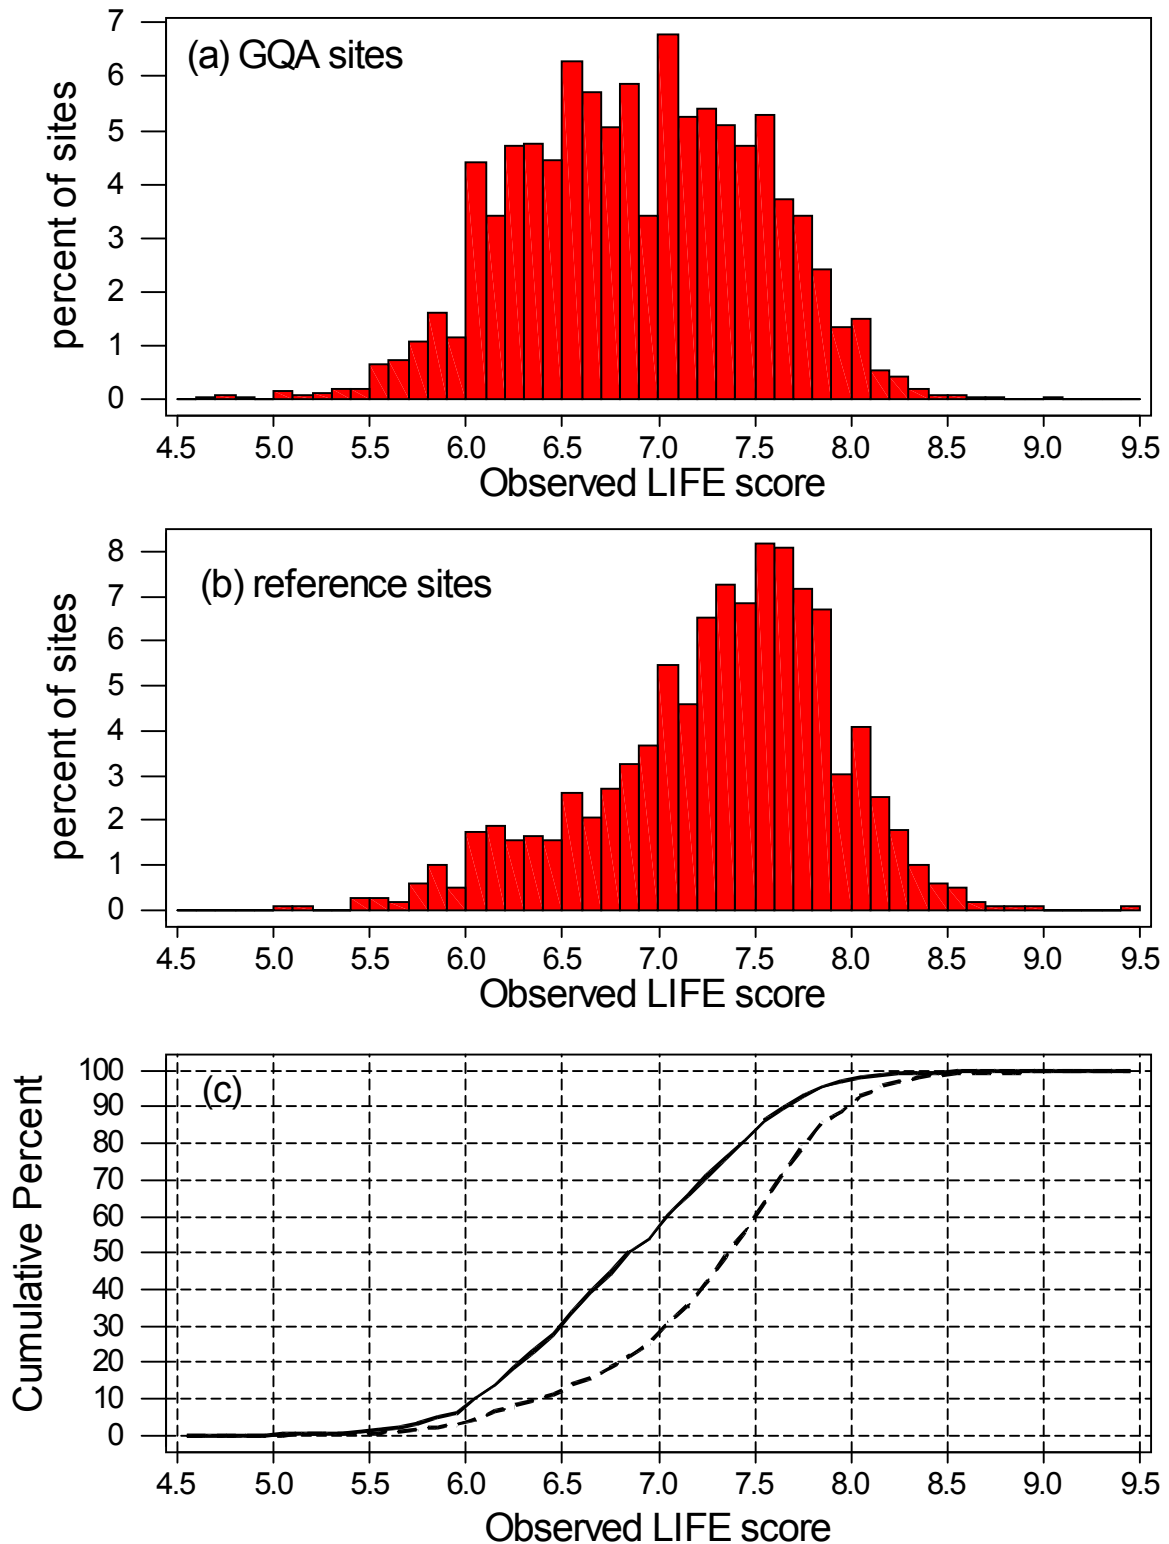 (a) GQA sites
percent of sites
7
6
5
4
3
2
1
0
4.5 5.0 5.5 6.0 6.5 7.0 7.5 8.0 8.5 9.0 9.5
Observed LIFE score
(b) reference sites
percent of sites
8
7
6
5
4
3
2
1
0
4.5 5.0 5.5 6.0 6.5 7.0 7.5 8.0 8.5 9.0 9.5
Observed LIFE score
(c)
Cumulative Percent
100
90
80
70
60
50
40
30
20
10
0
4.5 5.0 5.5 6.0 6.5 7.0 7.5 8.0 8.5 9.0 9.5
Observed LIFE score